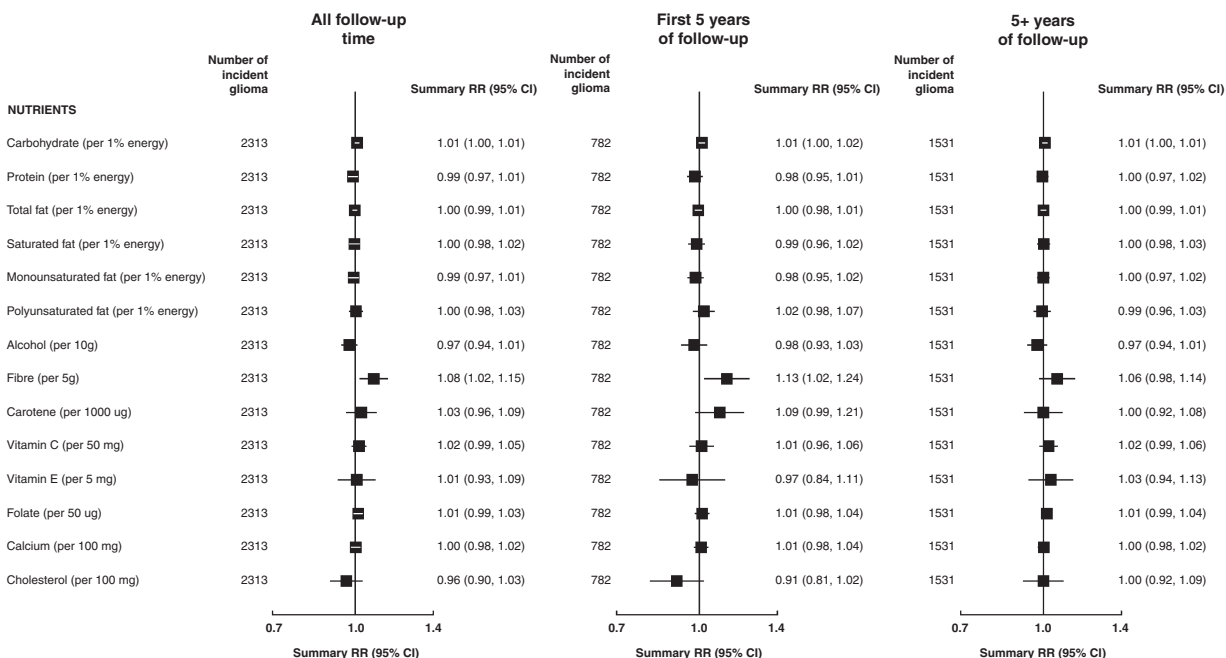 All follow-up time
First 5 years of follow-up
5+ years of follow-up
Number of incident glioma
Summary RR (95% CI)
Number of incident glioma
Summary RR (95% CI)
Number of incident glioma
Summary RR (95% CI)
NUTRIENTS
Carbohydrate (per 1% energy) 2313 1.01 (1.00, 1.01) 782 1.01 (1.00, 1.02) 1531 1.01 (1.00, 1.01)
Protein (per 1% energy) 2313 0.99 (0.97, 1.01) 782 0.98 (0.95, 1.01) 1531 1.00 (0.97, 1.02)
Total fat (per 1% energy) 2313 1.00 (0.99, 1.01) 782 1.00 (0.98, 1.01) 1531 1.00 (0.99, 1.01)
Saturated fat (per 1% energy) 2313 1.00 (0.98, 1.02) 782 0.99 (0.96, 1.02) 1531 1.00 (0.98, 1.03)
Monounsaturated fat (per 1% energy) 2313 0.99 (0.97, 1.01) 782 0.98 (0.95, 1.02) 1531 1.00 (0.97, 1.02)
Polyunsaturated fat (per 1% energy) 2313 1.00 (0.98, 1.03) 782 1.02 (0.98, 1.07) 1531 0.99 (0.96, 1.03)
Alcohol (per 10g) 2313 0.97 (0.94, 1.01) 782 0.98 (0.93, 1.03) 1531 0.97 (0.94, 1.01)
Fibre (per 5g) 2313 1.08 (1.02, 1.15) 782 1.13 (1.02, 1.24) 1531 1.06 (0.98, 1.14)
Carotene (per 1000 ug) 2313 1.03 (0.96, 1.09) 782 1.09 (0.99, 1.21) 1531 1.00 (0.92, 1.08)
Vitamin C (per 50 mg) 2313 1.02 (0.99, 1.05) 782 1.01 (0.96, 1.06) 1531 1.02 (0.99, 1.06)
Vitamin E (per 5 mg) 2313 1.01 (0.93, 1.09) 782 0.97 (0.84, 1.11) 1531 1.03 (0.94, 1.13)
Folate (per 50 ug) 2313 1.01 (0.99, 1.03) 782 1.01 (0.98, 1.04) 1531 1.01 (0.99, 1.04)
Calcium (per 100 mg) 2313 1.00 (0.98, 1.02) 782 1.01 (0.98, 1.04) 1531 1.00 (0.98, 1.02)
Cholesterol (per 100 mg) 2313 0.96 (0.90, 1.03) 782 0.91 (0.81, 1.02) 1531 1.00 (0.92, 1.09)
0.7 1.0 1.4 0.7 1.0 1.4 0.7 1.0 1.4
Summary RR (95% CI) Summary RR (95% CI) Summary RR (95% CI)